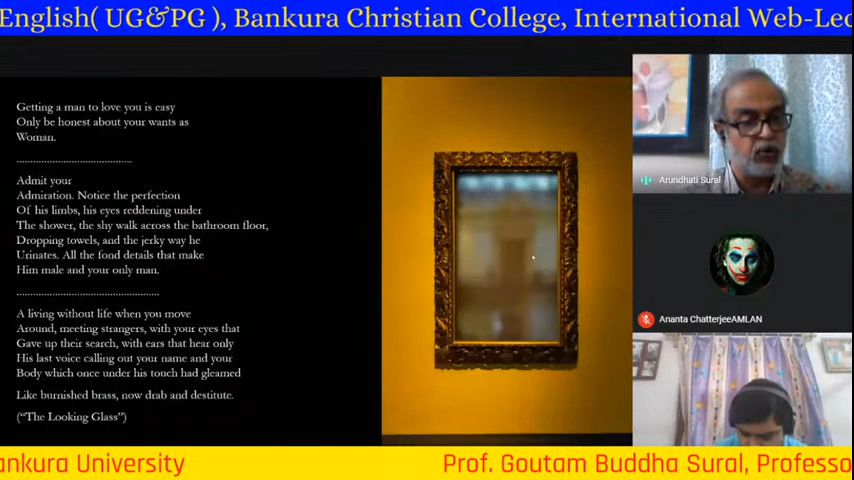 English( UG&PG ), Bankura Christian College, International Web-Lec
Getting a man to love you is easy
Only be honest about your wants as
Woman.
..........................................
Admit your
Admiration. Notice the perfection
Of his limbs, his eyes reddening under
The shower, the shy walk across the bathroom floor,
Dropping towels, and the jerky way he
Urinates. All the fond details that make
Him male and your only man.
....................................................
A living without life when you move
Around, meeting strangers, with your eyes that
Gave up their search, with ears that hear only
His last voice calling out your name and your
Body which once under his touch had gleamed
Like burnished brass, now drab and destitute.
("The Looking Glass")
Arundhati Sural
Ananta ChatterjeeAMLAN
ankura University
Prof. Goutam Buddha Sural, Professo